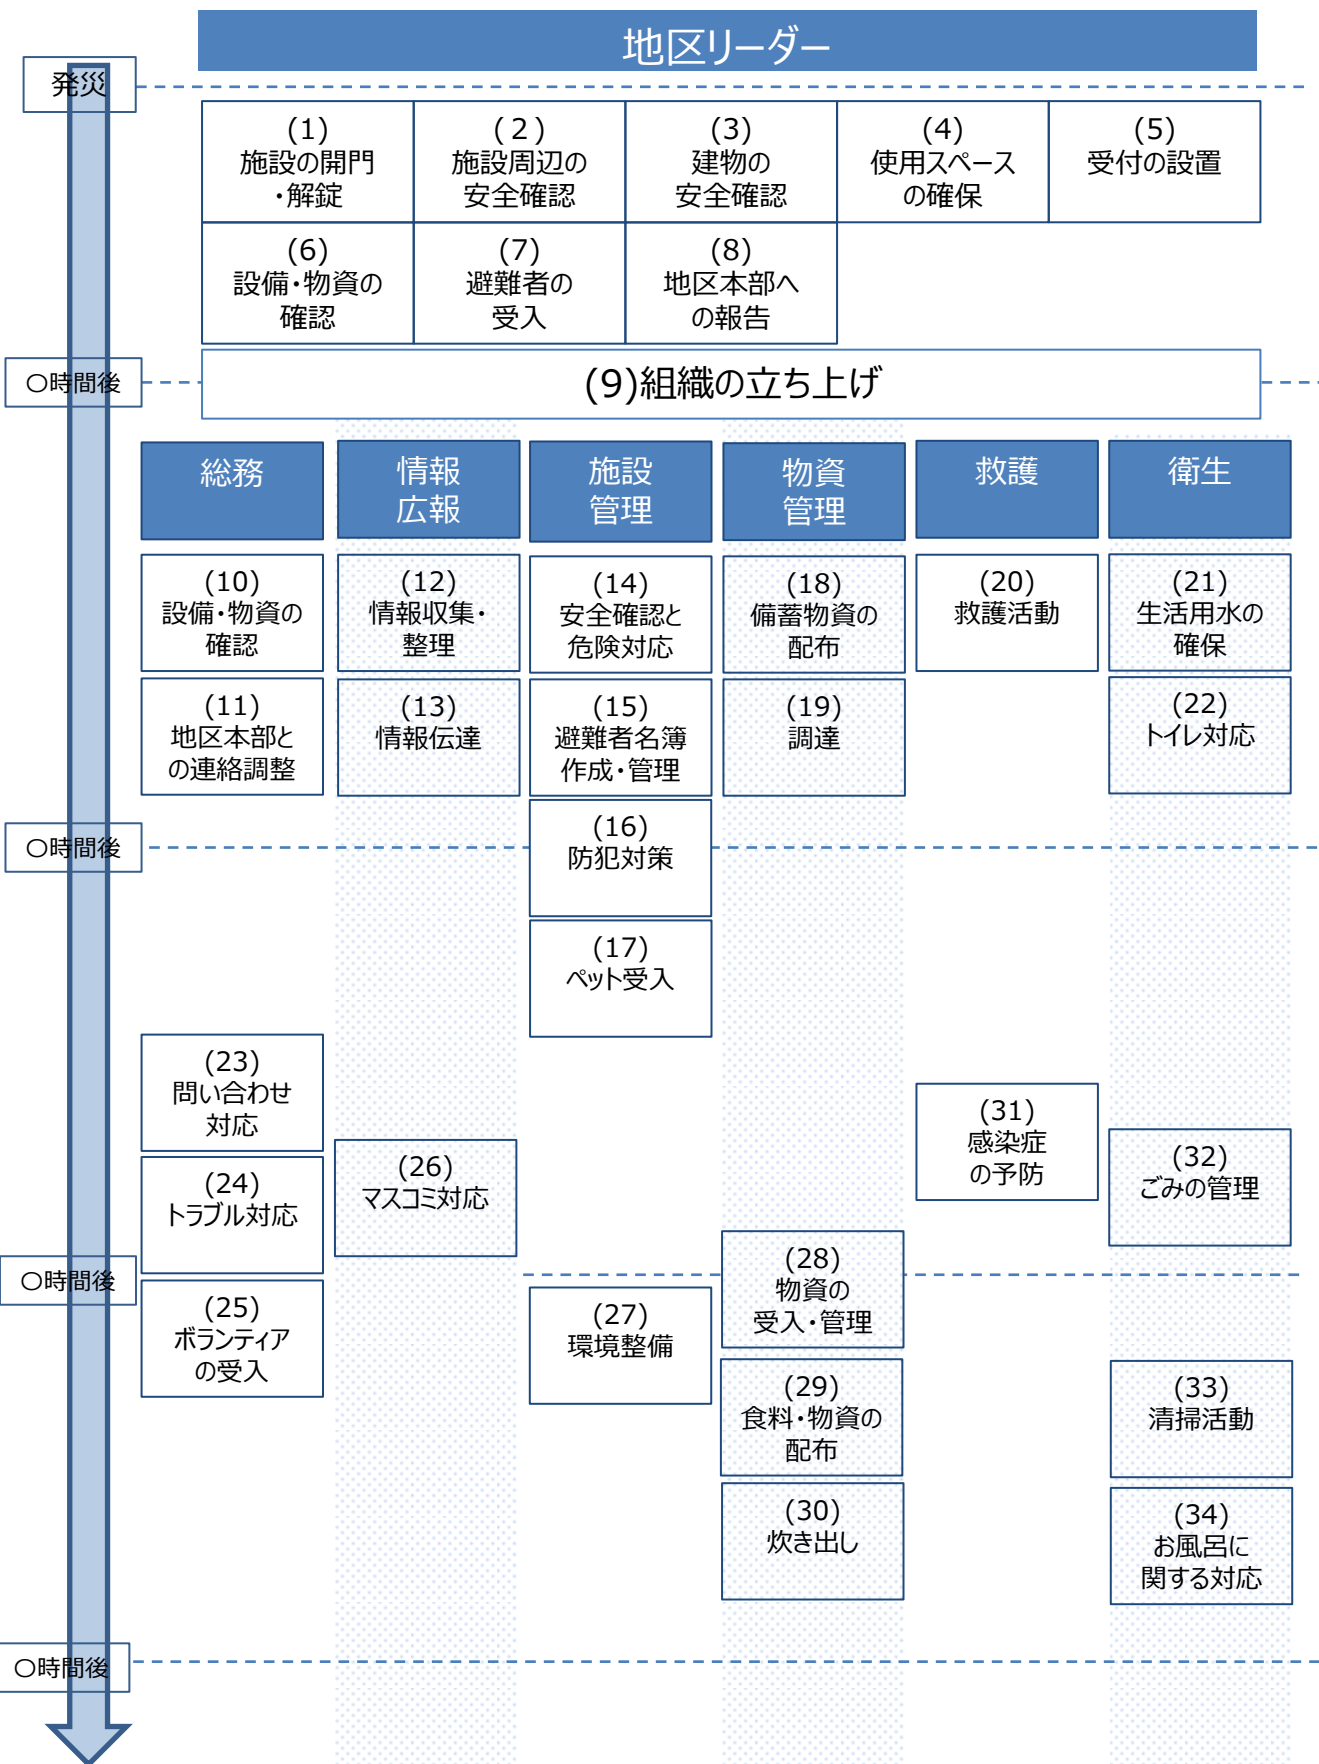 地区リーダー
発災
(1)
施設の開門
・解錠
(２)
施設周辺の
安全確認
(3)
建物の
安全確認
(4)
使用スペース
の確保
(5)
受付の設置
(6)
設備・物資の
確認
(7)
避難者の
受入
(8)
地区本部へ
の報告
〇時間後
(9)組織の立ち上げ
総務
情報
広報
施設
管理
物資
管理
救護
衛生
(10)
設備・物資の
確認
(12)
情報収集・
整理
(14)
安全確認と
危険対応
(18)
備蓄物資の
配布
(20)
救護活動
(21)
生活用水の
確保
(11)
地区本部と
の連絡調整
(13)
情報伝達
(15)
避難者名簿
作成・管理
(19)
調達
(22)
トイレ対応
〇時間後
(16)
防犯対策
(17)
ペット受入
(23)
問い合わせ
対応
(24)
トラブル対応
(26)
マスコミ対応
(31)
感染症
の予防
(32)
ごみの管理
〇時間後
(25)
ボランティア
の受入
(27)
環境整備
(28)
物資の
受入・管理
(29)
食料・物資の
配布
(30)
炊き出し
(33)
清掃活動
(34)
お風呂に
関する対応
〇時間後